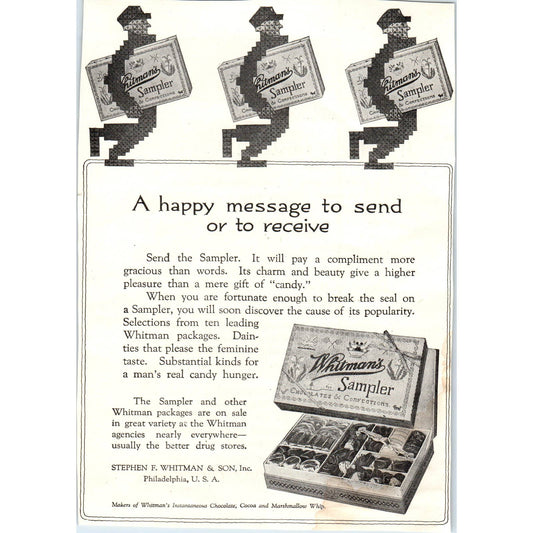 Whitman's
Sampler
& CONFECTIONS
Whitman's
Sampler
& CONFECTIONS
Whitman's
Sampler
& CONFECTIONS
A happy message to send
or to receive
Send the Sampler. It will pay a compliment more
gracious than words. Its charm and beauty give a higher
pleasure than a mere gift of "candy."
When you are fortunate enough to break the seal on
a Sampler, you will soon discover the cause of its popularity.
Selections from ten leading
Whitman packages. Dain-
ties that please the feminine
taste. Substantial kinds for
a man's real candy hunger.
The Sampler and other
Whitman packages are on sale
in great variety at the Whitman
agencies nearly everywhere—
usually the better drug stores.
STEPHEN F. WHITMAN & SON, Inc.
Philadelphia, U. S. A.
Whitman's
Sampler
CHOCOLATES & CONFECTIONS
Makers of Whitman's Instantaneous Chocolate, Cocoa and Marshmallow Whip.